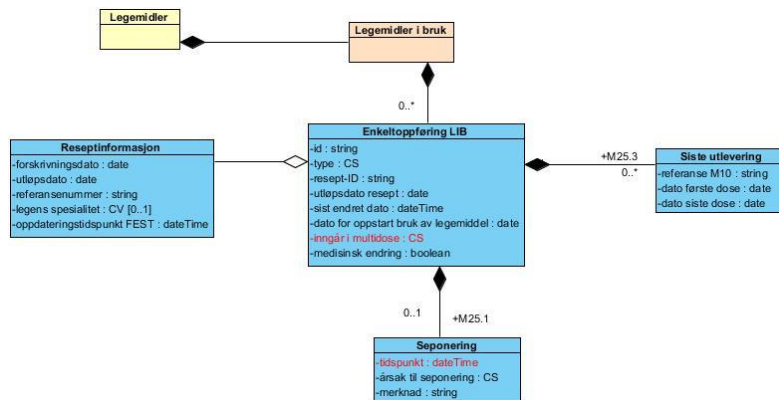 Legemidler
Legemidler i bruk
0..*
Enkeltoppføring LIB
-id : string
-type : CS
-resept-ID : string
-utløpsdato resept : date
-sist endret dato : dateTime
-dato for oppstart bruk av legemiddel : date
-inngår i multidose : CS
-medisinsk endring : boolean
Reseptinformasjon
-forskrivningsdato : date
-utløpsdato : date
-referansenummer : string
-legens spesialitet : CV [0..1]
-oppdateringstidspunkt FEST : dateTime
+M25.3
0..*
Siste utlevering
-referanse M10 : string
-dato første dose : date
-dato siste dose : date
0..1
+M25.1
Seponering
-tidspunkt : dateTime
-årsak til seponering : CS
-merknad : string